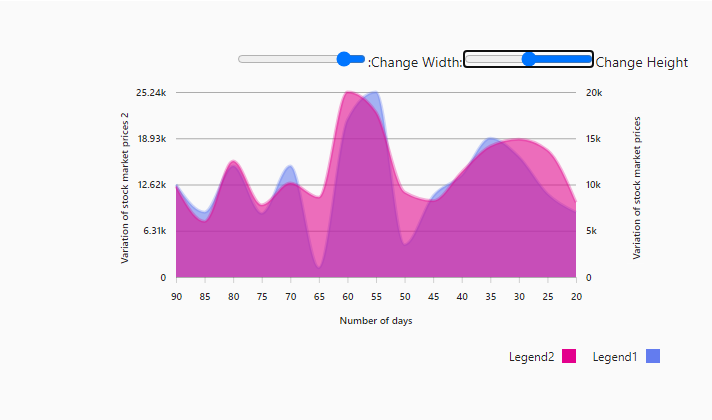 :Change Width: Change Height
25.24k
18.93k
12.62k
6.31k
0
Variation of stock market prices 2
20k
15k
10k
5k
0
Variation of stock market prices
90 85 80 75 70 65 60 55 50 45 40 35 30 25 20
Number of days
Legend2 Legend1